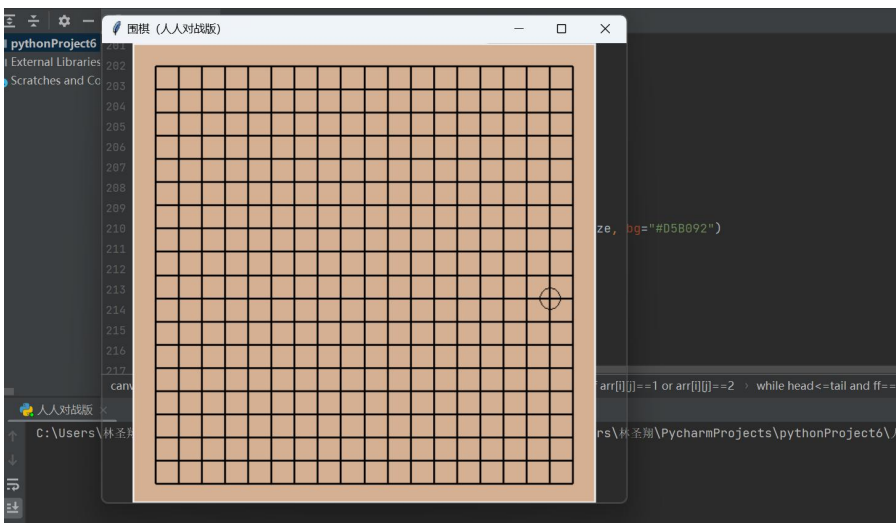 围棋（人人对战版）
pythonProject6
External Libraries
Scratches and Co
201
202
203
204
205
206
207
208
209
210
ze, bg="#D5B092")
211
212
213
214
215
216
217
canv
arr[i][j]==1 or arr[i][j]==2 › while head<=tail and ff==
人人对战版 ×
C:\Users\林圣翔
rs\林圣翔\PycharmProjects\pythonProject6\人